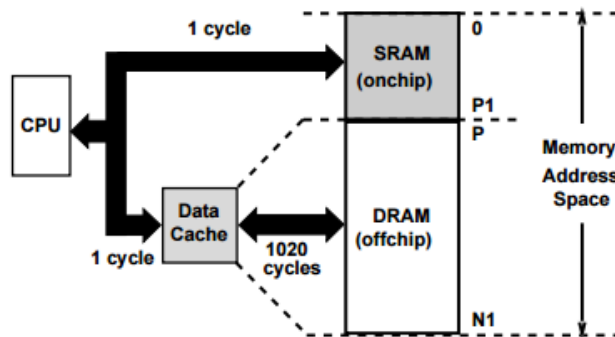 1 cycle
CPU
Data
Cache
1 cycle
1020
cycles
SRAM
(onchip)
DRAM
(offchip)
0
P1
P
N1
Memory
Address
Space